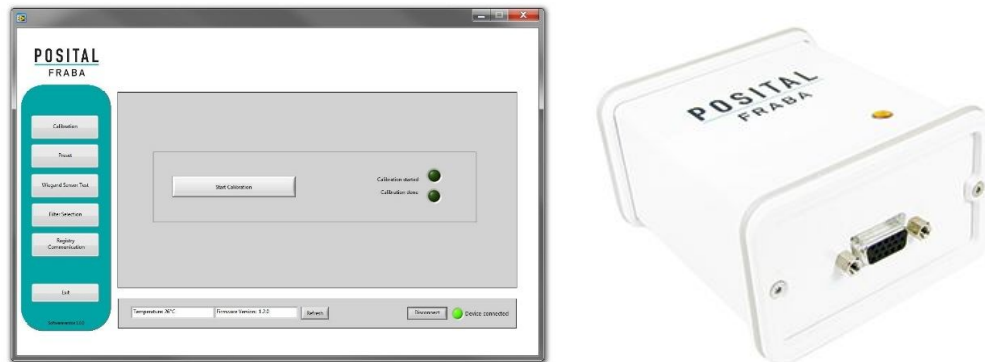 POSITAL
FRABA
Calibration
Preset
Wiegand Sensor Test
Filter Selection
Registry
Communication
Exit
Start Calibration
Calibration started
Calibration done
Temperature 26°C
Firmware Version: 1.2.0
Refresh
Disconnect
Device connected
POSITAL
FRABA